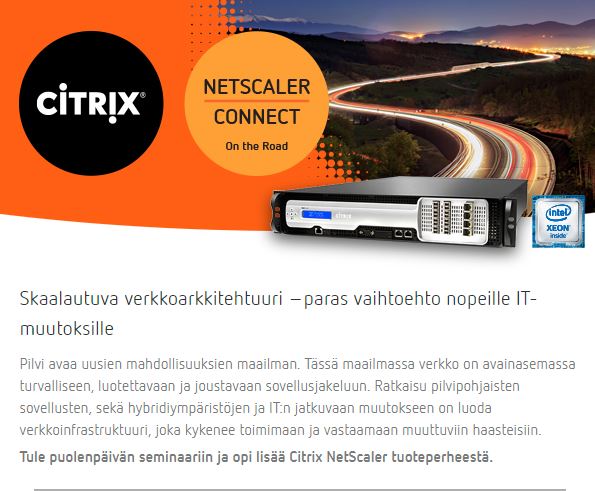 CİTRIX®
NETSCALER
CONNECT
On the Road
CITRIX
intel
XEON
inside
Skaalautuva verkkoarkkitehtuuri – paras vaihtoehto nopeille IT-
muutoksille
Pilvi avaa uusien mahdollisuuksien maailman. Tässä maailmassa verkko on avainasemassa
turvalliseen, luotettavaan ja joustavaan sovellusjakeluun. Ratkaisu pilvipohjaisten
sovellusten, sekä hybridiympäristöjen ja IT:n jatkuvaan muutokseen on luoda
verkkoinfrastruktuuri, joka kykenee toimimaan ja vastaamaan muuttuviin haasteisiin.
Tule puolenpäivän seminaariin ja opi lisää Citrix NetScaler tuoteperheestä.